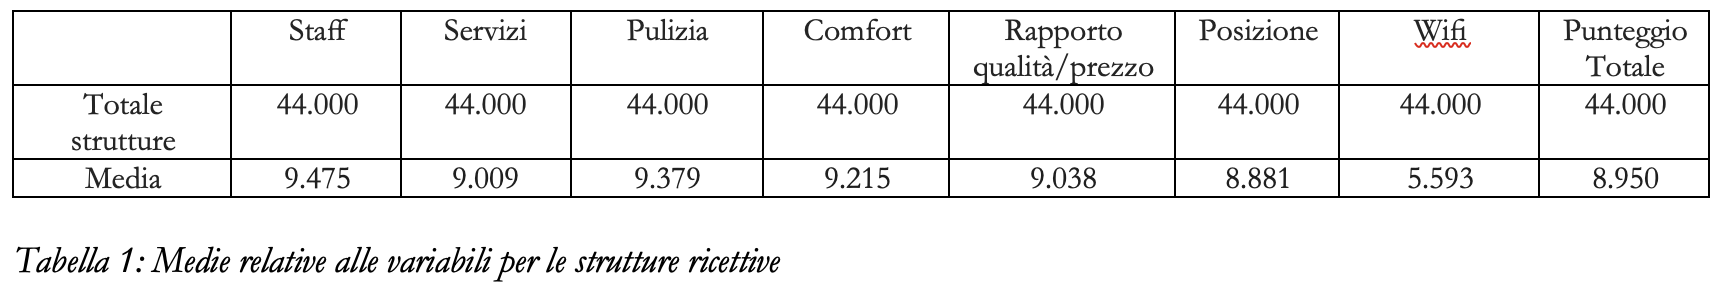 Staff Servizi Pulizia Comfort Rapporto qualità/prezzo Posizione Wifi Punteggio Totale
Totale strutture 44.000 44.000 44.000 44.000 44.000 44.000 44.000 44.000
Media 9.475 9.009 9.379 9.215 9.038 8.881 5.593 8.950
Tabella 1: Medie relative alle variabili per le strutture ricettive